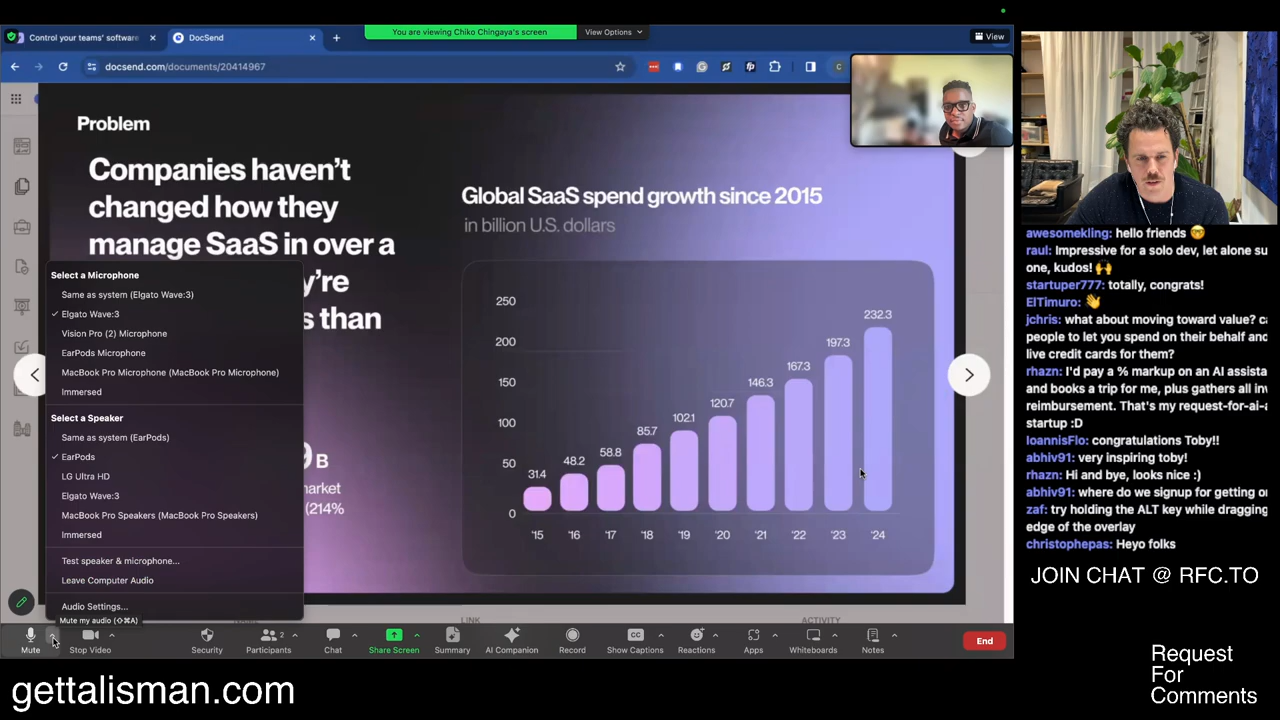 Control your teams' software
DocSend
You are viewing Chiko Chingaya's screen
View Options
View
docsend.com/documents/20414967
Problem
Companies haven't
changed how they
manage SaaS in over a
're
s than
B
market
(214%
Global SaaS spend growth since 2015
in billion U.S. dollars
250
200
150
100
50
0
31.4
48.2
58.8
85.7
102.1
120.7
146.3
167.3
197.3
232.3
'15
'16
'17
'18
'19
'20
'21
'22
'23
'24
Select a Microphone
Same as system (Elgato Wave:3)
✓ Elgato Wave:3
Vision Pro (2) Microphone
EarPods Microphone
MacBook Pro Microphone (MacBook Pro Microphone)
Immersed
Select a Speaker
Same as system (EarPods)
✓ EarPods
LG Ultra HD
Elgato Wave:3
MacBook Pro Speakers (MacBook Pro Speakers)
Immersed
Test speaker & microphone...
Leave Computer Audio
Audio Settings...
Mute my audio (⇧⌘A)
LINK
ACTIVITY
Mute
Stop Video
Security
2
Participants
Chat
Share Screen
Summary
AI Companion
Record
CC
Show Captions
Reactions
Apps
Whiteboards
Notes
End
awesomekling: hello friends 🤓
raul: Impressive for a solo dev, let alone su
one, kudos! 🙌
startuper777: totally, congrats!
ElTimuro: 👋
jchris: what about moving toward value? ca
people to let you spend on their behalf and
live credit cards for them?
rhazn: I'd pay a % markup on an AI assista
and books a trip for me, plus gathers all inv
reimbursement. That's my request-for-ai-a
startup :D
IoannisFlo: congratulations Toby!!
abhiv91: very inspiring toby!
rhazn: Hi and bye, looks nice :)
abhiv91: where do we signup for getting on
zaf: try holding the ALT key while dragging
edge of the overlay
christophepas: Heyo folks
JOIN CHAT @ RFC.TO
gettalisman.com
Request
For
Comments